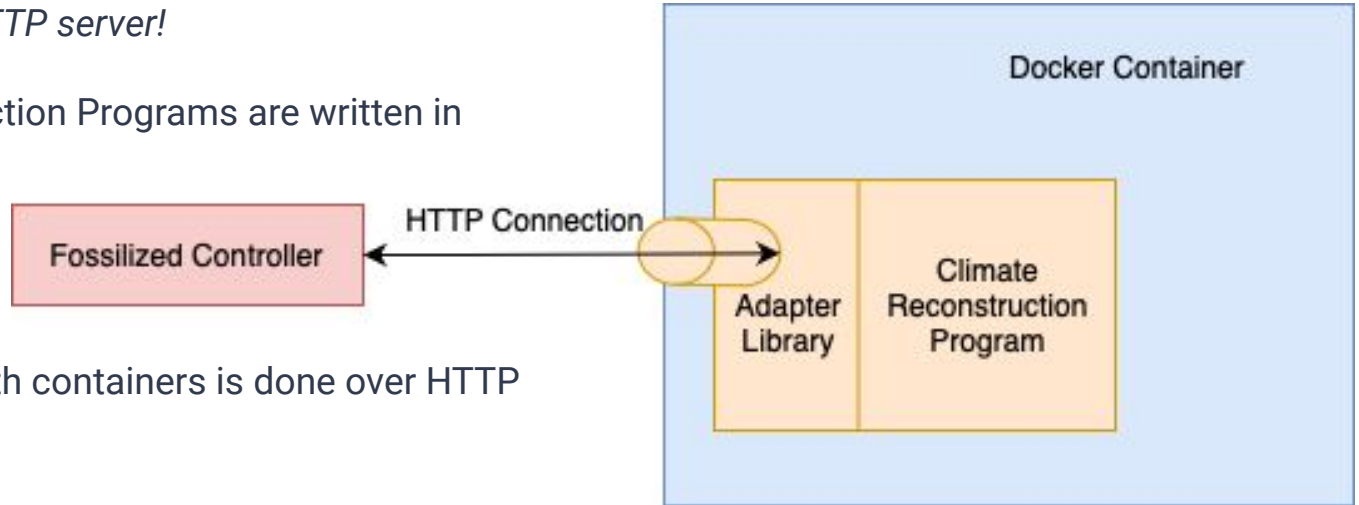 TTP server!
ction Programs are written in
Docker Container
HTTP Connection
Fossilized Controller
Adapter
Library
Climate
Reconstruction
Program
th containers is done over HTTP